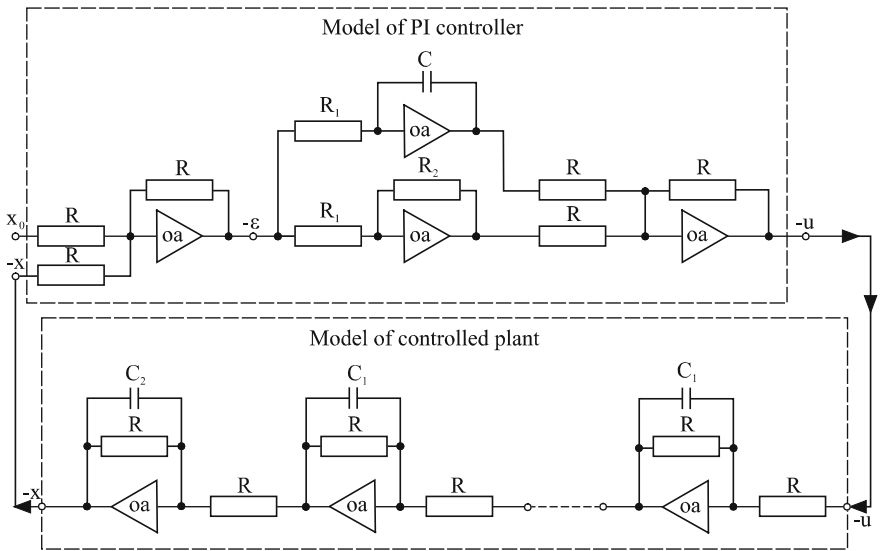 Model of PI controller
C
R₁
oa
R
R
R₂
R
R
x₀
R
oa
-ε
R₁
oa
R
oa
-u
-x
R
Model of controlled plant
C₂
C₁
C₁
R
R
R
-x
oa
R
oa
R
oa
R
-u